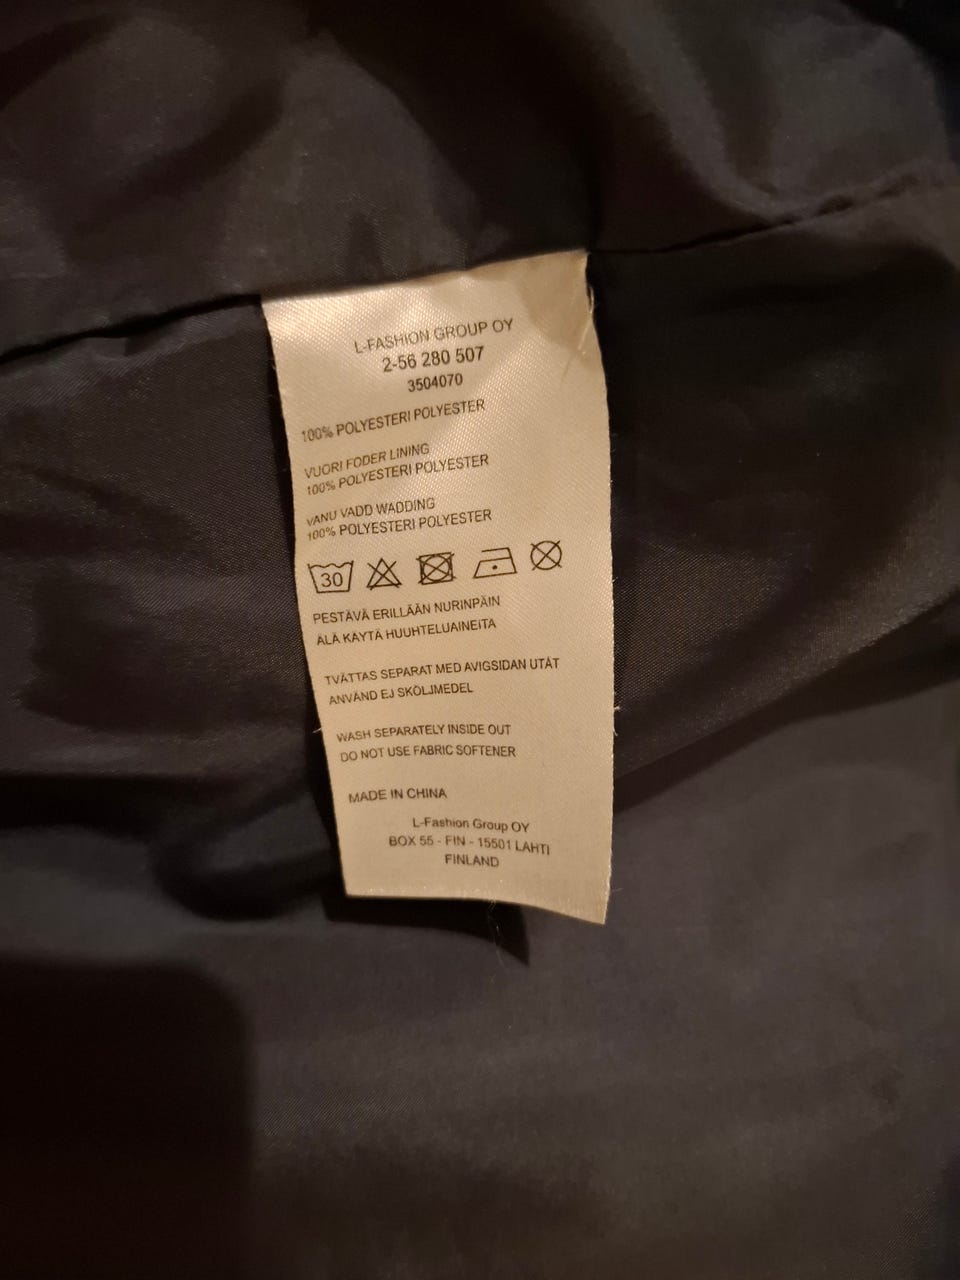 L-FASHION GROUP OY
2-56 280 507
3504070
100% POLYESTERI POLYESTER
VUORI FODER LINING
100% POLYESTERI POLYESTER
VANU VADD WADDING
100% POLYESTERI POLYESTER
30
PESTÄVÄ ERILLÄÄN NURINPÄIN
ÄLÄ KÄYTÄ HUUHTELUAINEITA
TVÄTTAS SEPARAT MED AVIGSIDAN UTÅT
ANVÄND EJ SKÖLJMEDEL
WASH SEPARATELY INSIDE OUT
DO NOT USE FABRIC SOFTENER
MADE IN CHINA
L-Fashion Group OY
BOX 55 - FIN - 15501 LAHTI
FINLAND